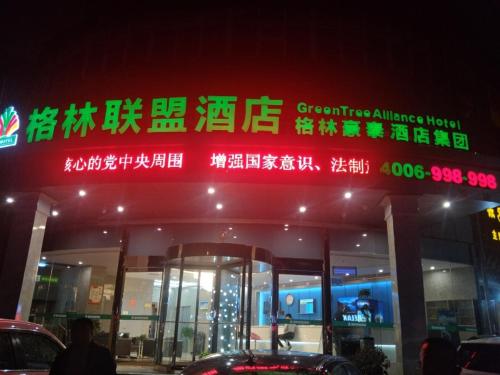 格林联盟酒店
GreenTree Alliance Hotel
格林豪泰酒店集团
核心的党中央周围 增强国家意识、法制
4006-998-998